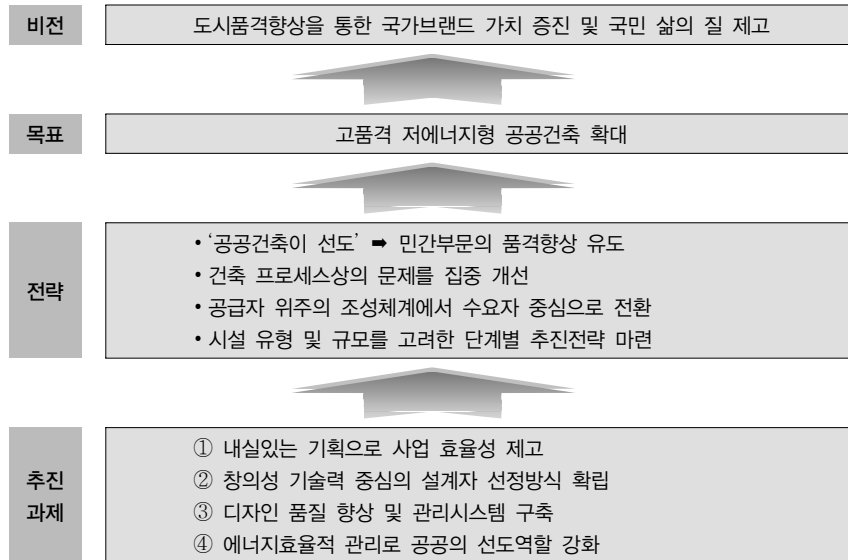 비전
도시품격향상을 통한 국가브랜드 가치 증진 및 국민 삶의 질 제고
목표
고품격 저에너지형 공공건축 확대
전략
• ‘공공건축이 선도’ ➡ 민간부문의 품격향상 유도
• 건축 프로세스상의 문제를 집중 개선
• 공급자 위주의 조성체계에서 수요자 중심으로 전환
• 시설 유형 및 규모를 고려한 단계별 추진전략 마련
추진
과제
① 내실있는 기획으로 사업 효율성 제고
② 창의성 기술력 중심의 설계자 선정방식 확립
③ 디자인 품질 향상 및 관리시스템 구축
④ 에너지효율적 관리로 공공의 선도역할 강화